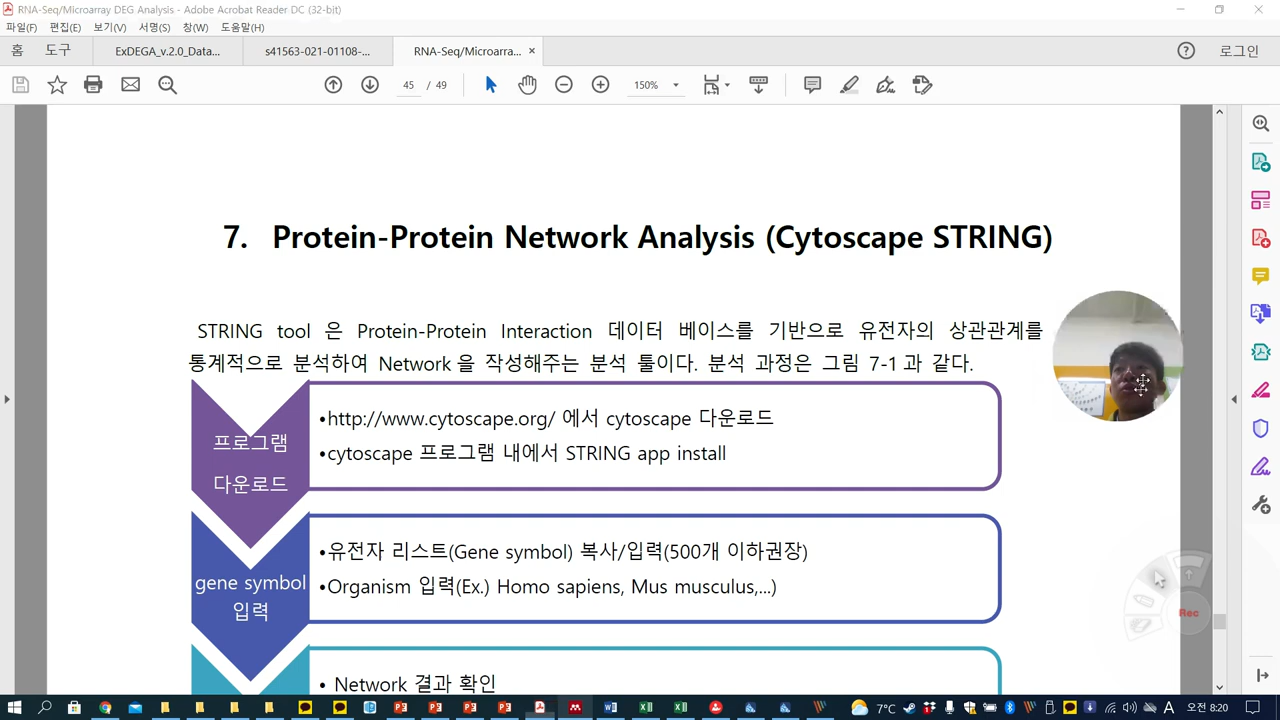 RNA-Seq/Microarray DEG Analysis - Adobe Acrobat Reader DC (32-bit)
파일(F) 편집(E) 보기(V) 서명(S) 창(W) 도움말(H)
홈 도구 ExDEGA_v.2.0_Data... s41563-021-01108-... RNA-Seq/Microarra... × 로그인
45 / 49 150%
7. Protein-Protein Network Analysis (Cytoscape STRING)
STRING tool 은 Protein-Protein Interaction 데이터 베이스를 기반으로 유전자의 상관관계를
통계적으로 분석하여 Network 을 작성해주는 분석 툴이다. 분석 과정은 그림 7-1 과 같다.
프로그램
다운로드
•http://www.cytoscape.org/ 에서 cytoscape 다운로드
•cytoscape 프로그램 내에서 STRING app install
gene symbol
입력
•유전자 리스트(Gene symbol) 복사/입력(500개 이하권장)
•Organism 입력(Ex.) Homo sapiens, Mus musculus,...)
Rec
• Network 결과 확인
7°C A 오전 8:20